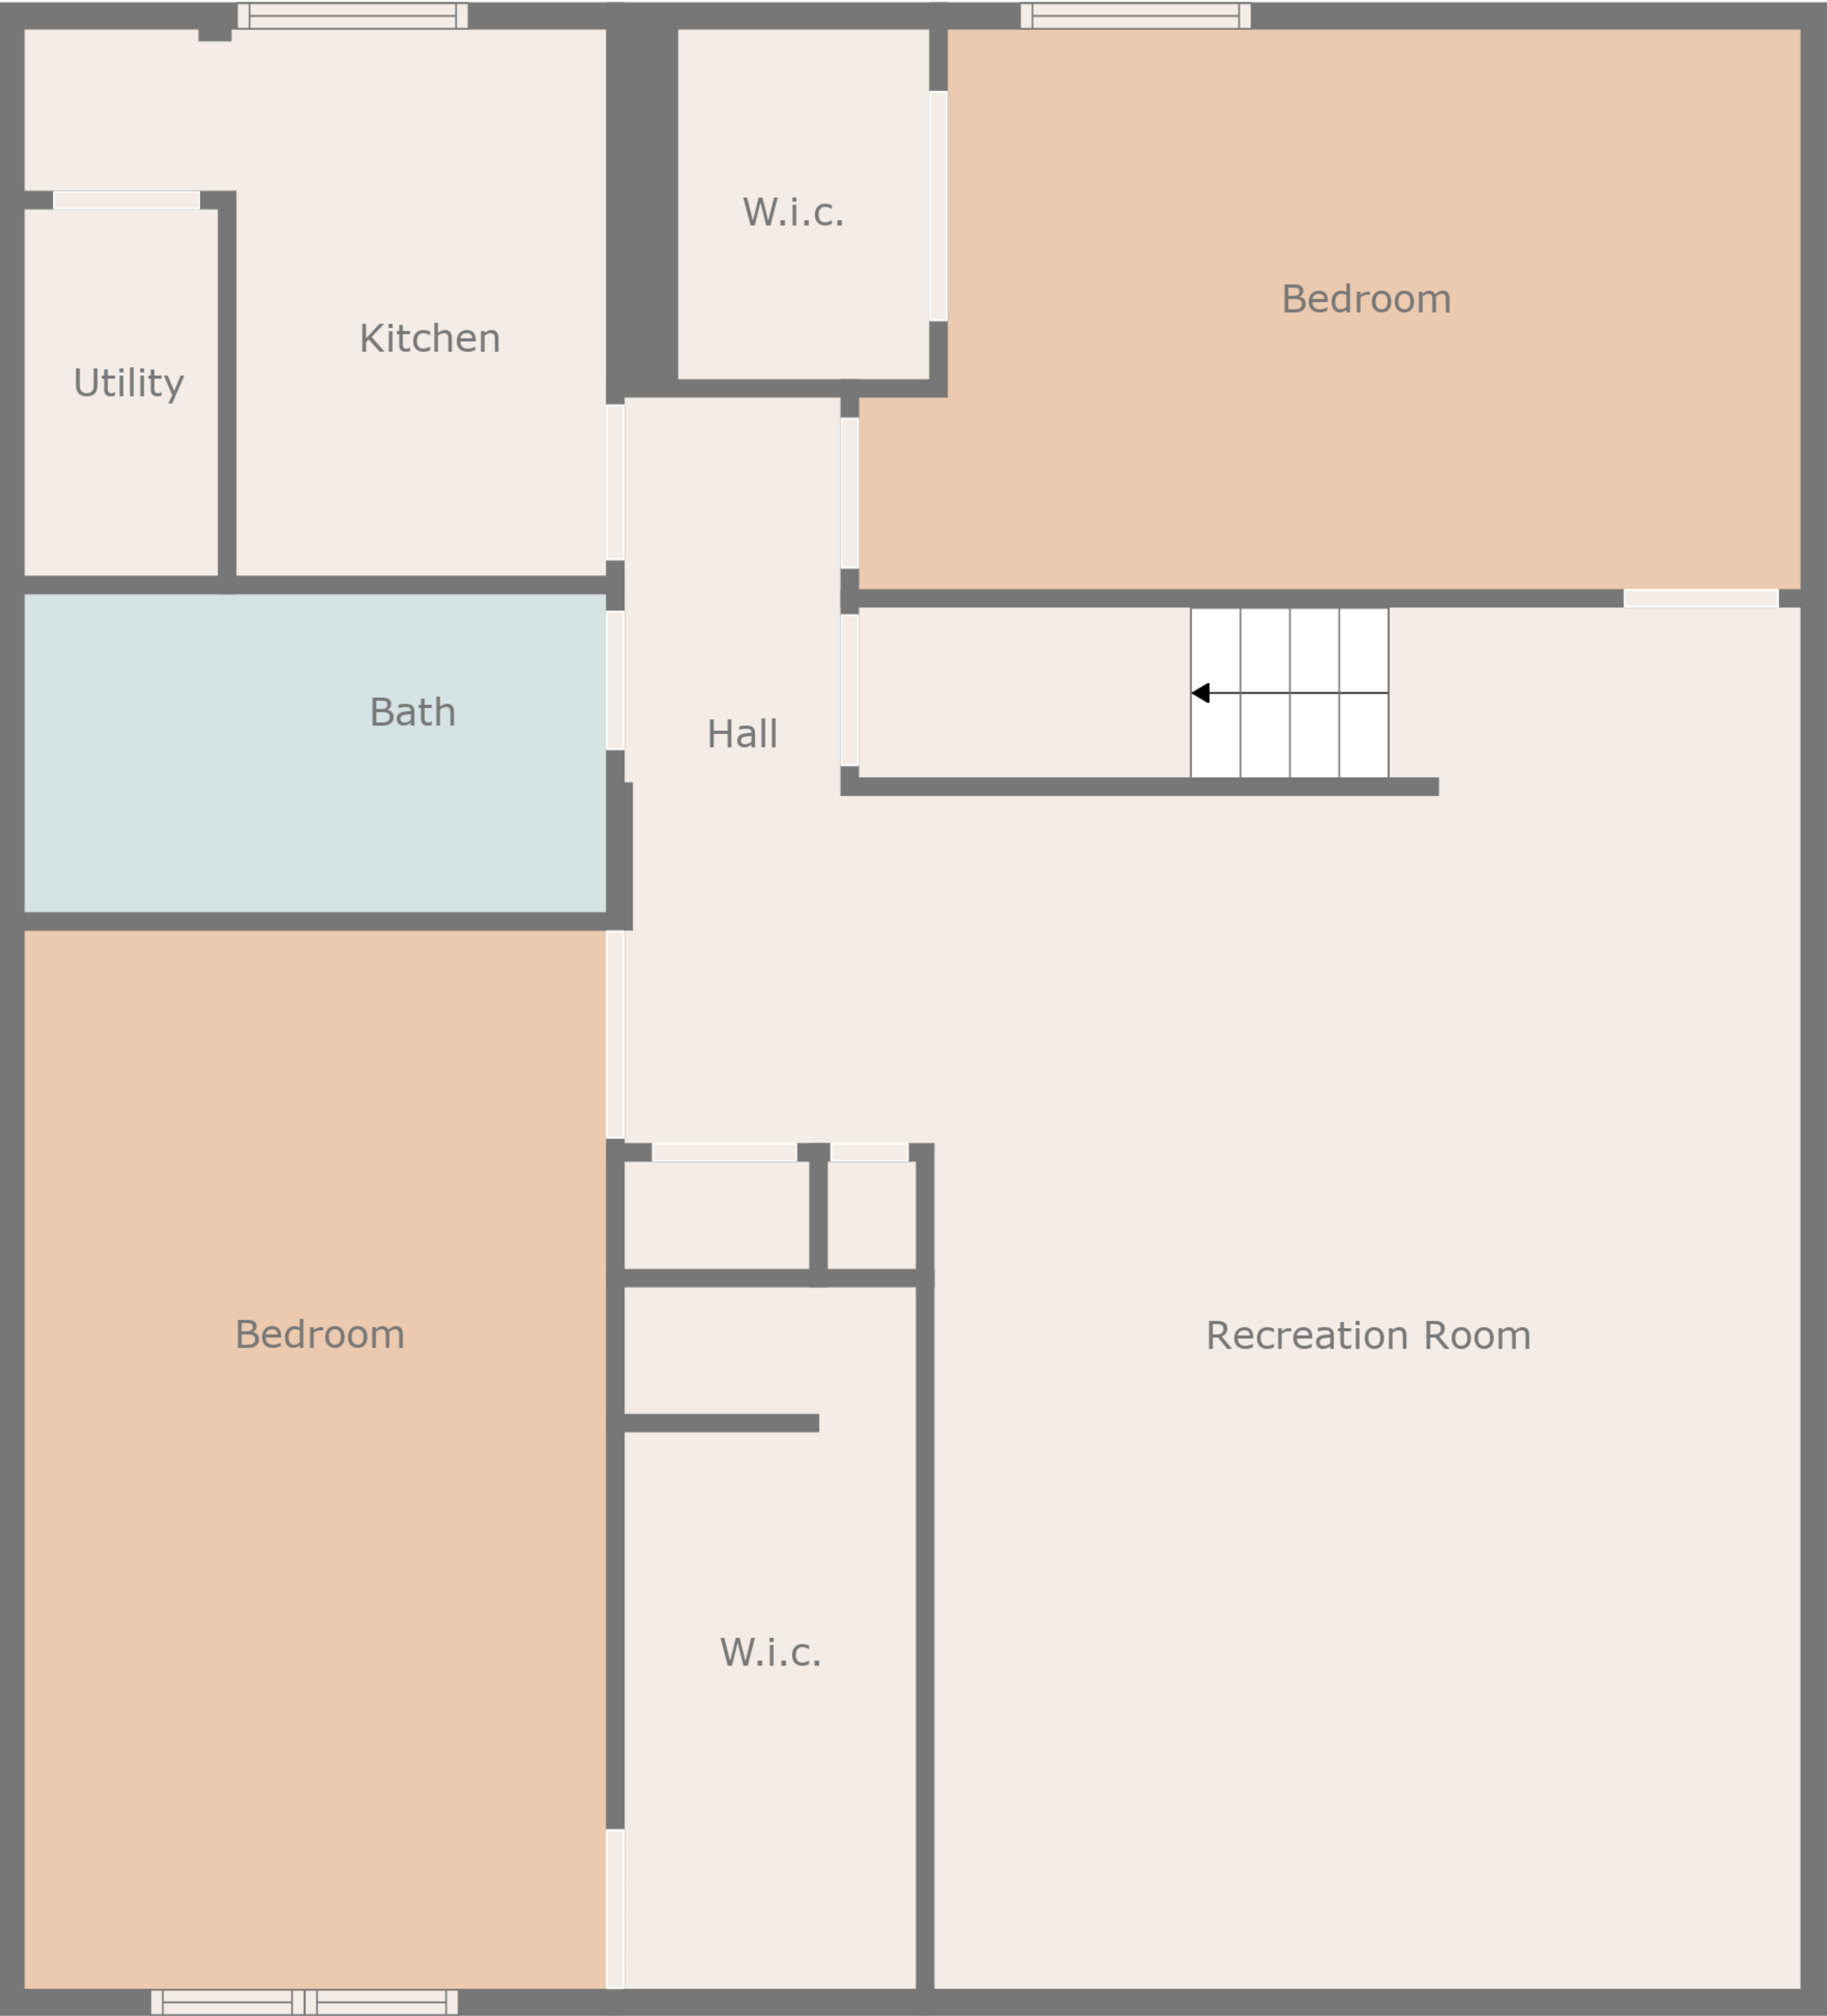 W.i.c.
Bedroom
Kitchen
Utility
Bath
Hall
Bedroom
Recreation Room
W.i.c.